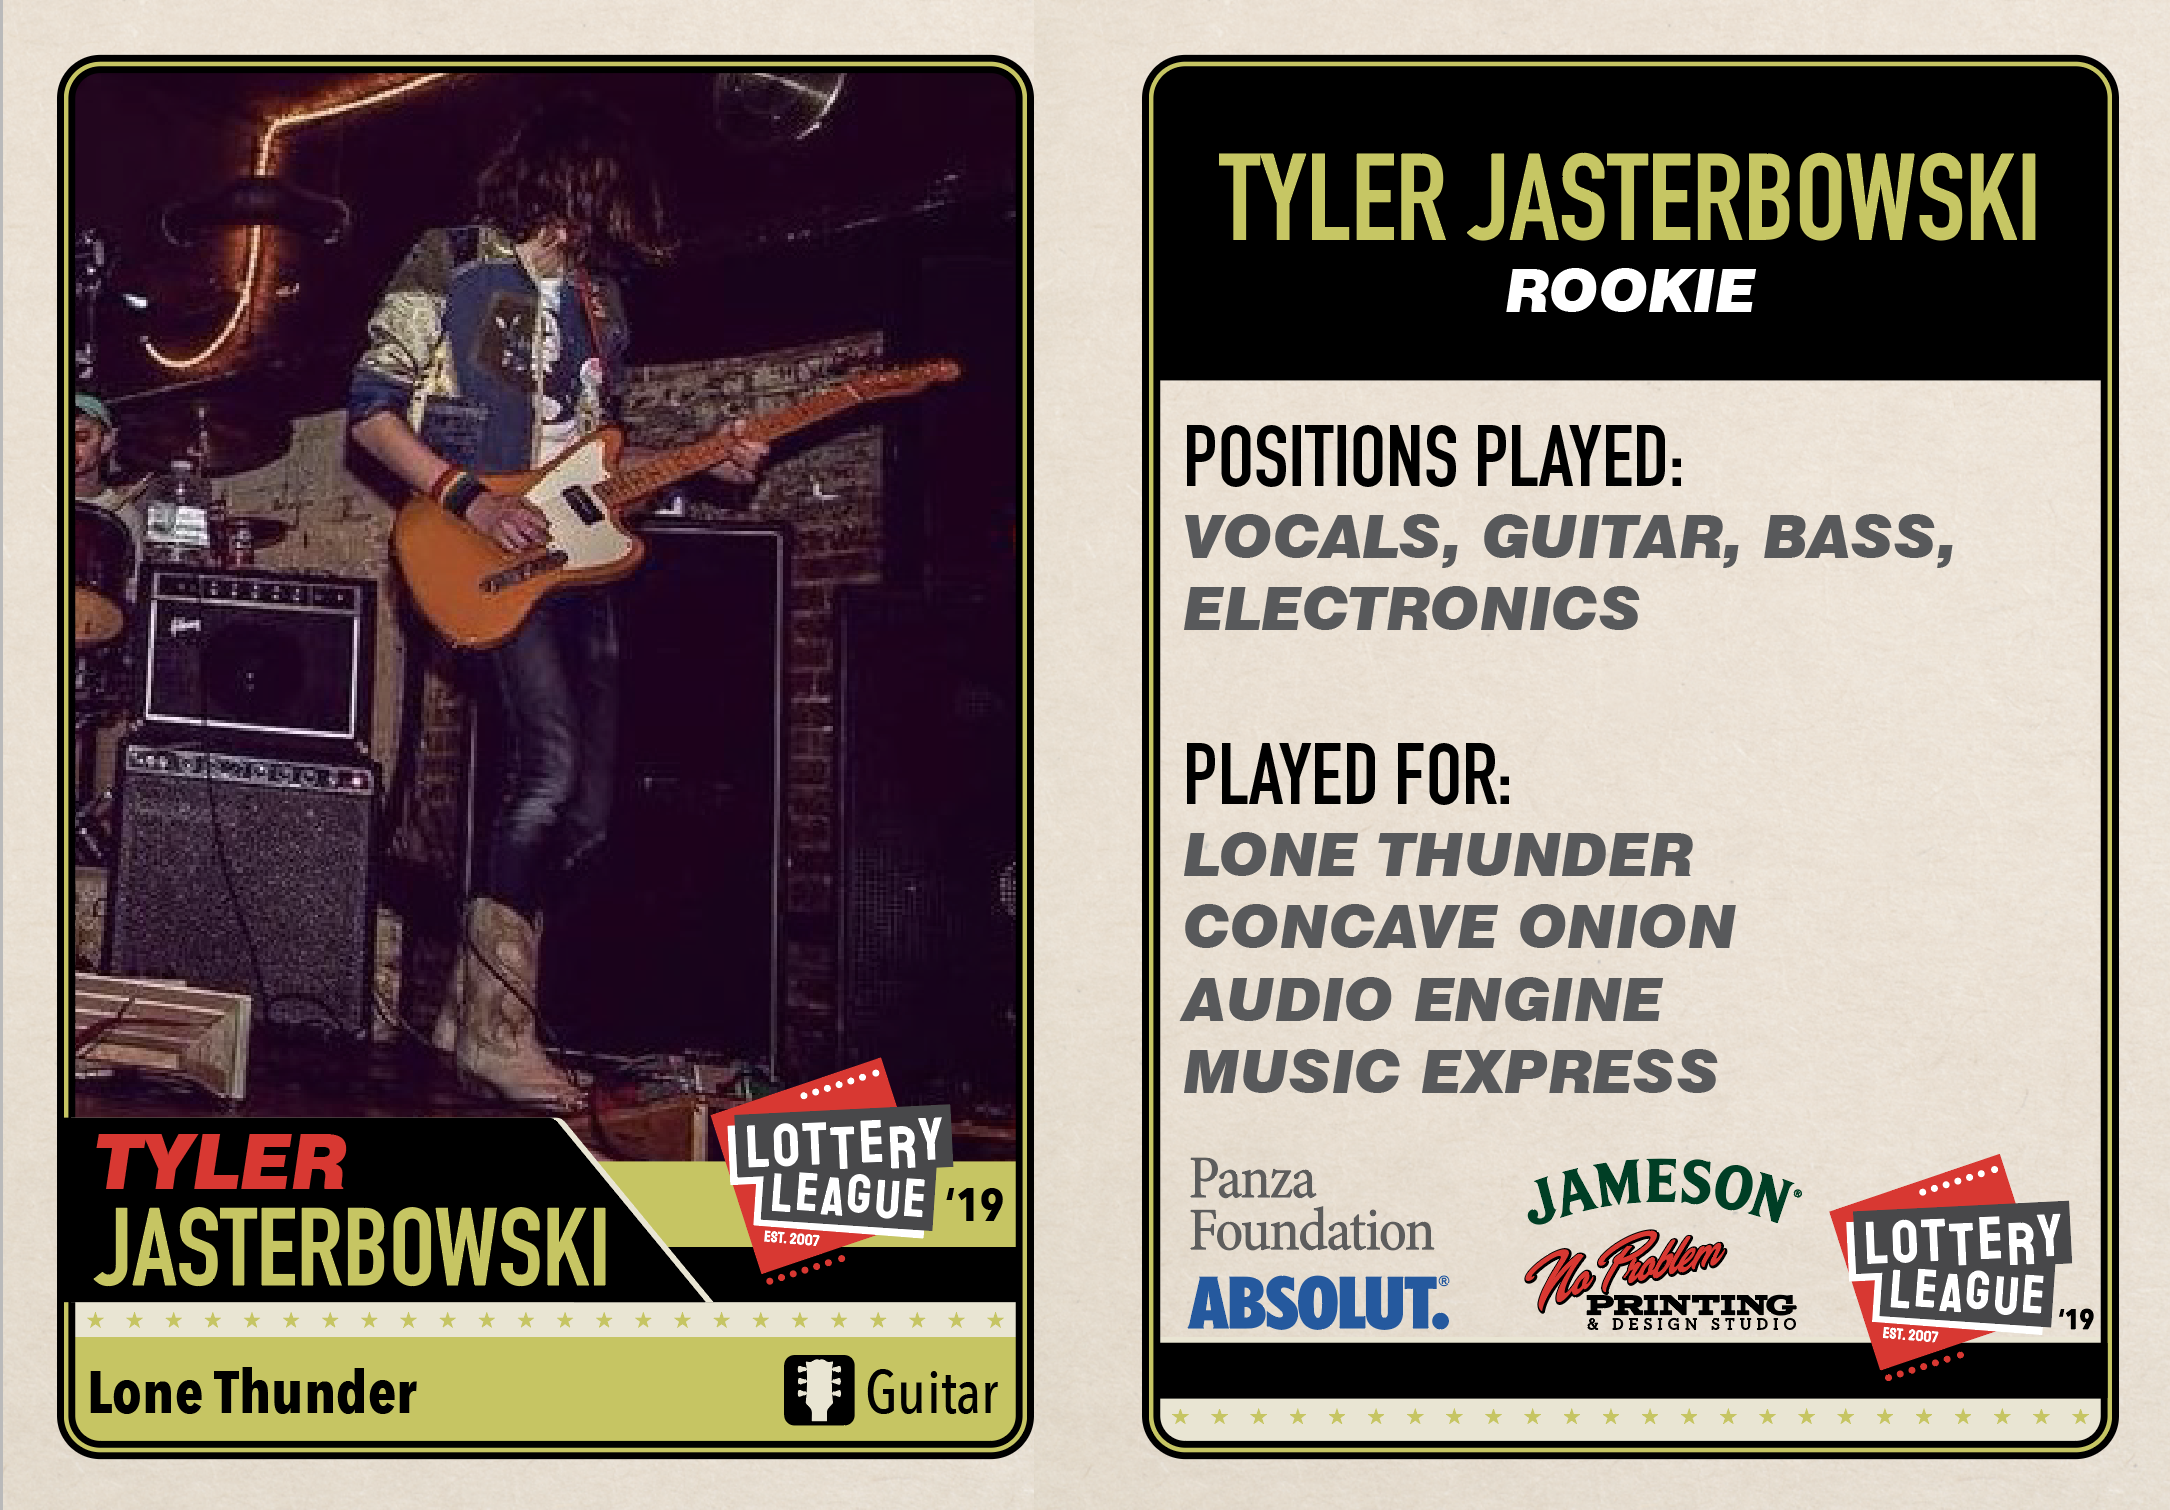 TYLER
JASTERBOWSKI
LOTTERY
LEAGUE
EST. 2007
'19
Lone Thunder
Guitar
TYLER JASTERBOWSKI
ROOKIE
POSITIONS PLAYED:
VOCALS, GUITAR, BASS,
ELECTRONICS
PLAYED FOR:
LONE THUNDER
CONCAVE ONION
AUDIO ENGINE
MUSIC EXPRESS
Panza
Foundation
ABSOLUT.®
JAMESON®
No Problem
PRINTING
& DESIGN STUDIO
LOTTERY
LEAGUE
EST. 2007
'19